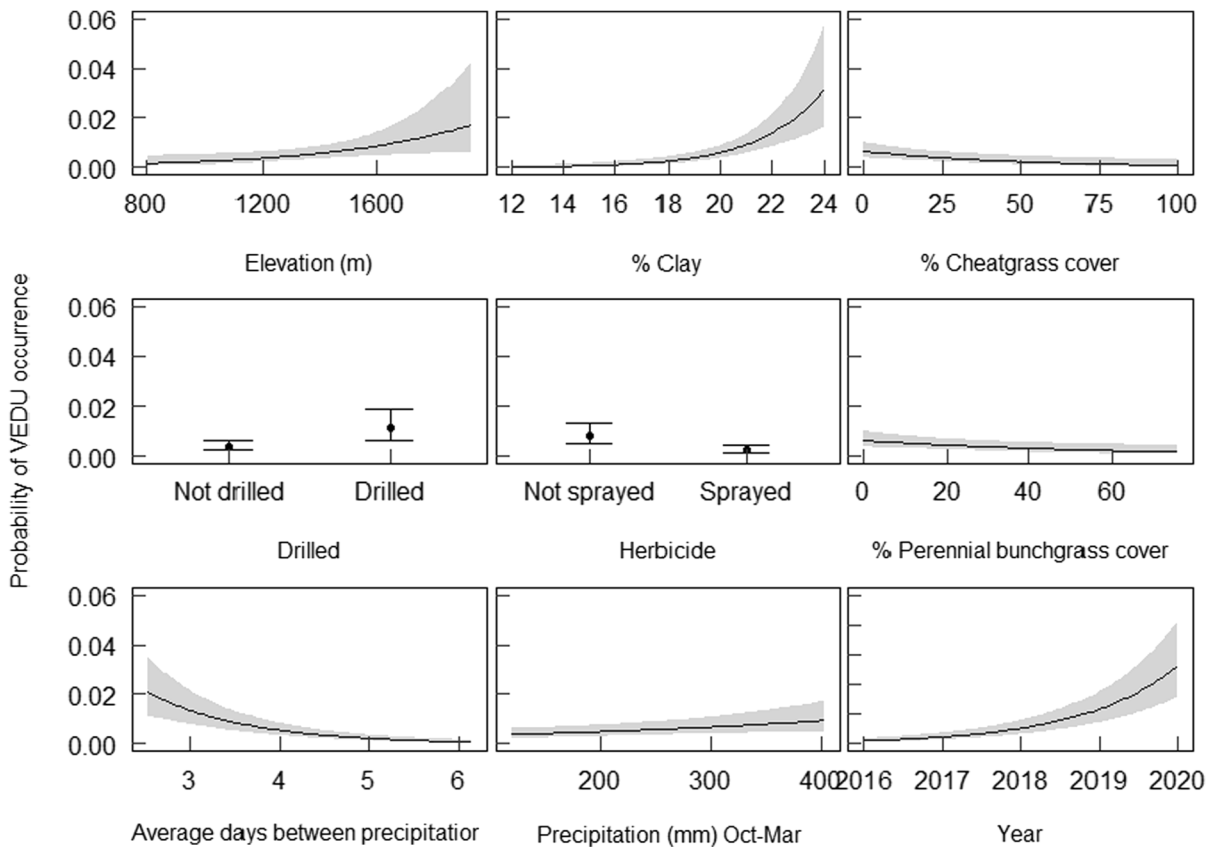 Probability of VEDU occurrence
0.06
0.04
0.02
0.00
800 1200 1600
Elevation (m)
12 14 16 18 20 22 24
% Clay
0 25 50 75 100
% Cheatgrass cover
0.06
0.04
0.02
0.00
Not drilled Drilled
Drilled
Not sprayed Sprayed
Herbicide
0 20 40 60
% Perennial bunchgrass cover
0.06
0.04
0.02
0.00
3 4 5 6
Average days between precipitatior
200 300 400
Precipitation (mm) Oct-Mar
2016 2017 2018 2019 2020
Year